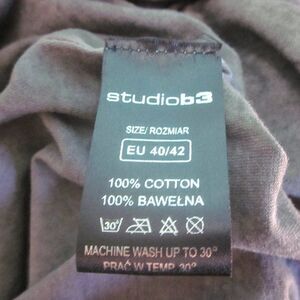 studiob3
SIZE/ROZMIAR
EU 40/42
100% COTTON
100% BAWEŁNA
30°
MACHINE WASH UP TO 30°
PRAĆ W TEMP. 30°